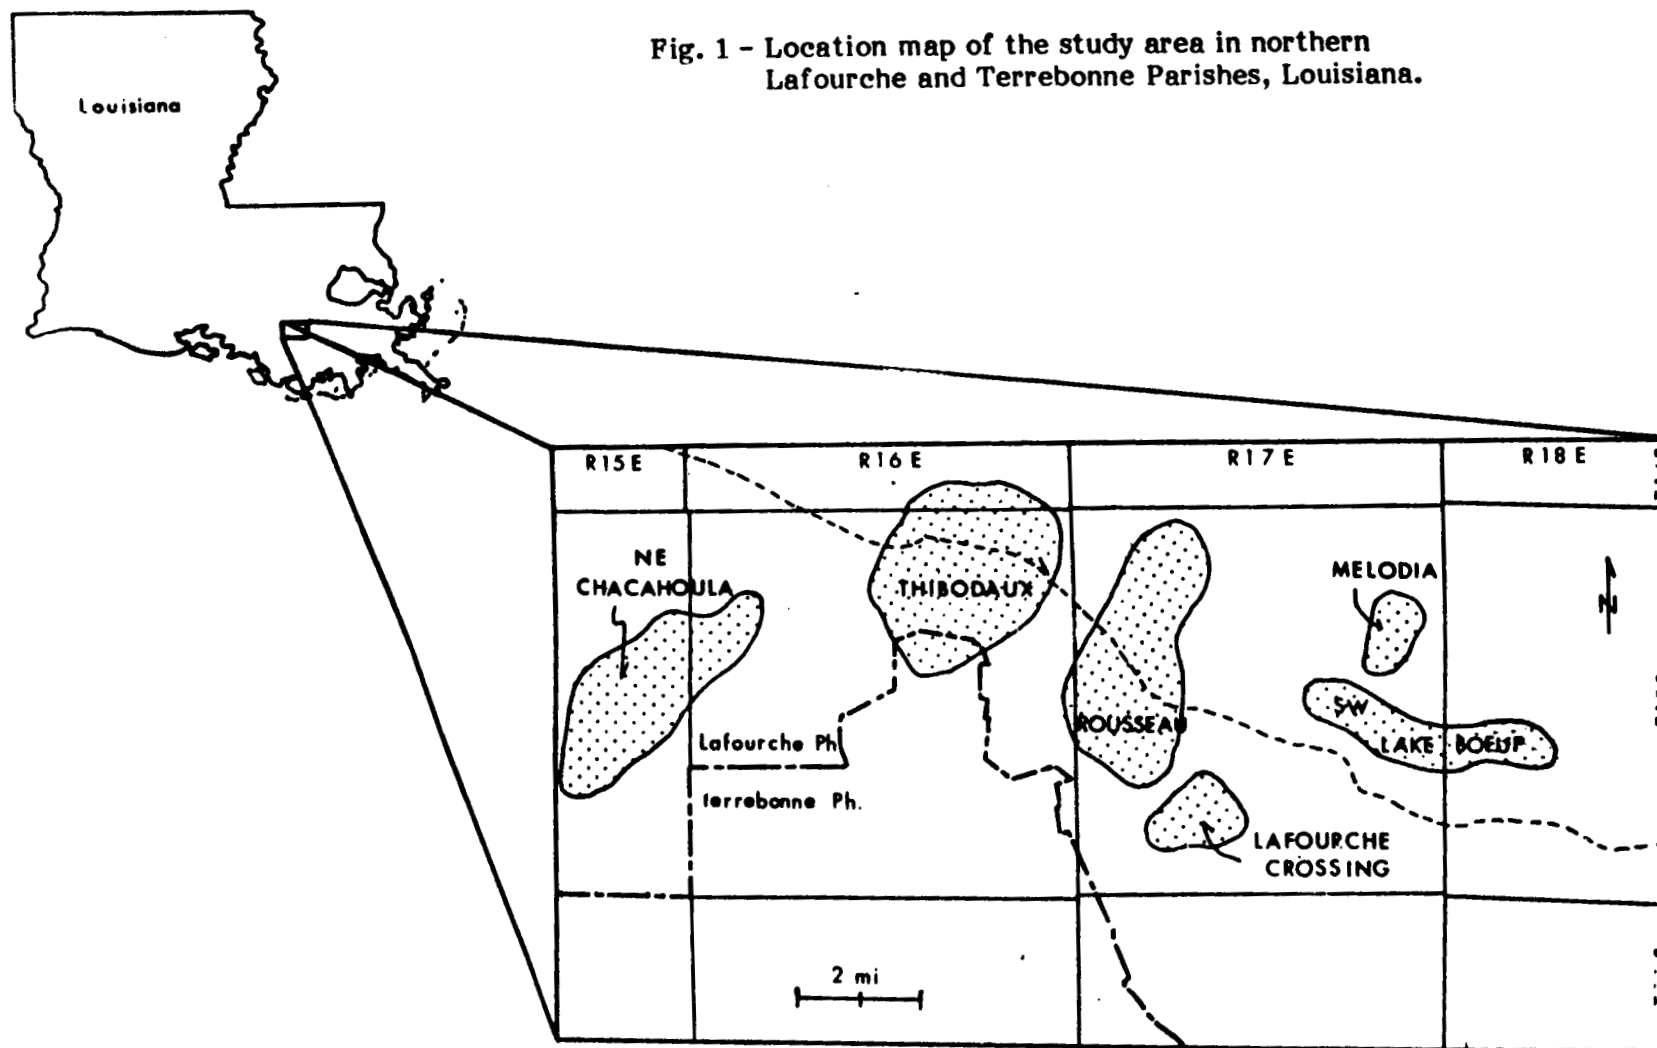 Fig. 1 - Location map of the study area in northern
Lafourche and Terrebonne Parishes, Louisiana.
Louisiana
R15E
R16E
R17E
R18E
NE
CHACAHOULA
THIBODAUX
MELODIA
N
SW
LAKE BOEUF
ROUSSEAU
Lafourche Ph
Terrebonne Ph.
LAFOURCHE
CROSSING
2 mi